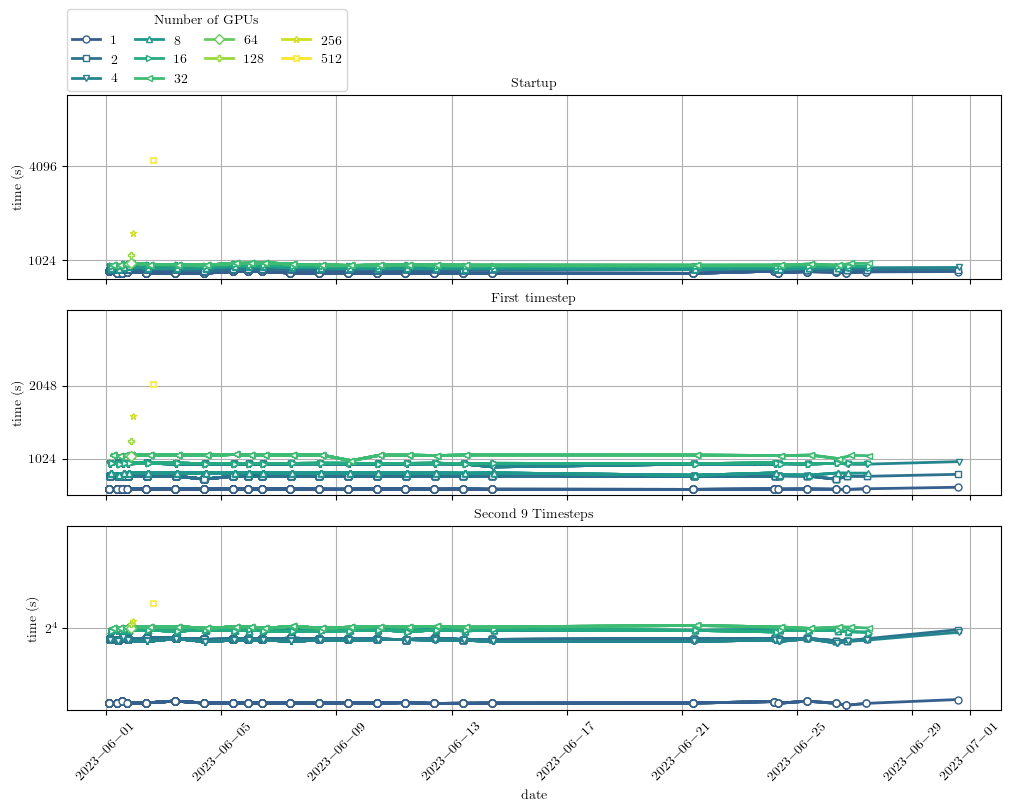 Number of GPUs
1 8 64 256
2 16 128 512
4 32
Startup
4096
1024
time (s)
First timestep
2048
1024
time (s)
Second 9 Timesteps
2^4
time (s)
2023−06−01 2023−06−05 2023−06−09 2023−06−13 2023−06−17 2023−06−21 2023−06−25 2023−06−29 2023−07−01
date